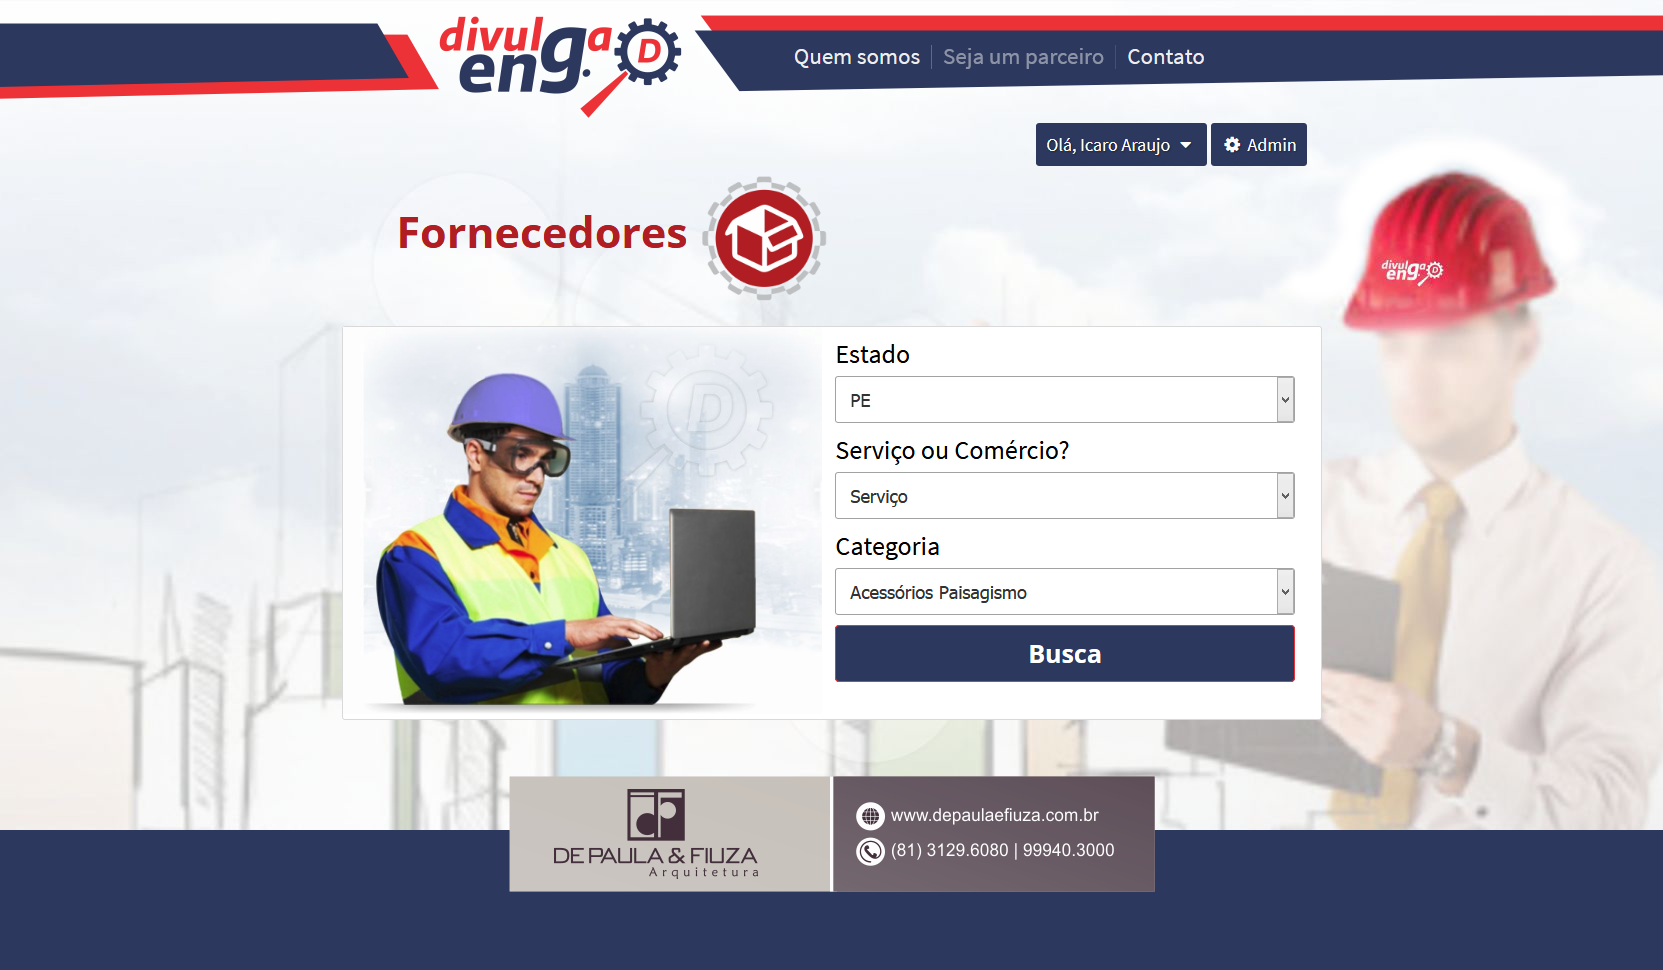 divulga
eng.
D
Quem somos
Seja um parceiro
Contato
Olá, Icaro Araujo
Admin
Fornecedores
divulga
eng.
D
D
Estado
PE
Serviço ou Comércio?
Serviço
Categoria
Acessórios Paisagismo
Busca
DE PAULA & FIUZA
Arquitetura
www.depaulaefiuza.com.br
(81) 3129.6080 | 99940.3000